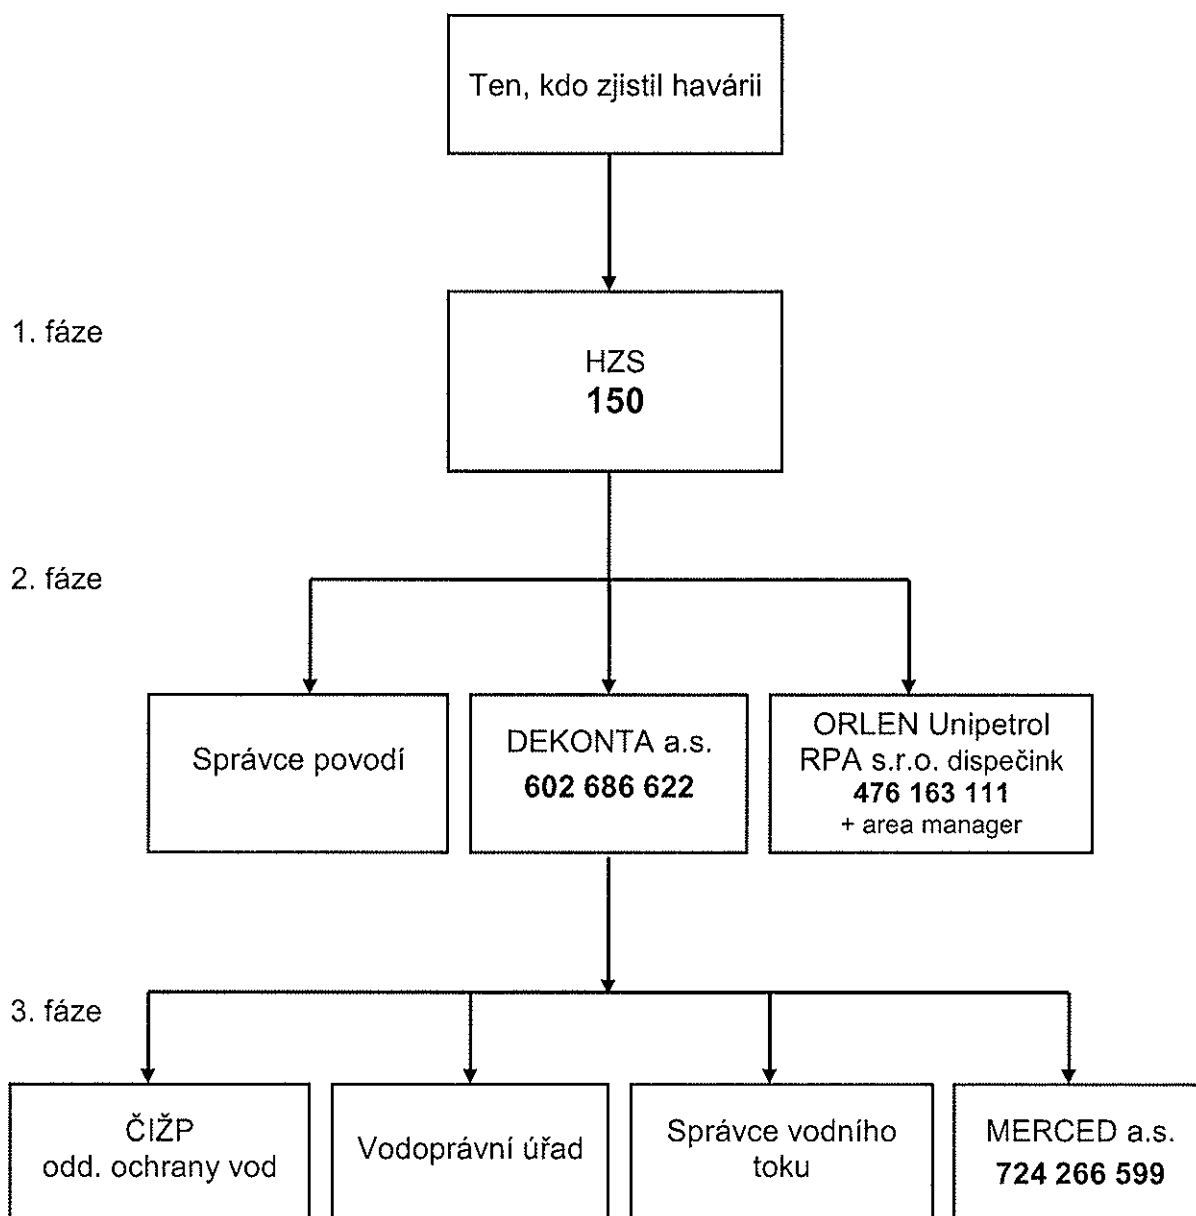 Ten, kdo zjistil havárii
1. fáze
HZS
150
2. fáze
Správce povodí
DEKONTA a.s.
602 686 622
ORLEN Unipetrol
RPA s.r.o. dispečink
476 163 111
+ area manager
3. fáze
ČIŽP
odd. ochrany vod
Vodoprávní úřad
Správce vodního
toku
MERCED a.s.
724 266 599